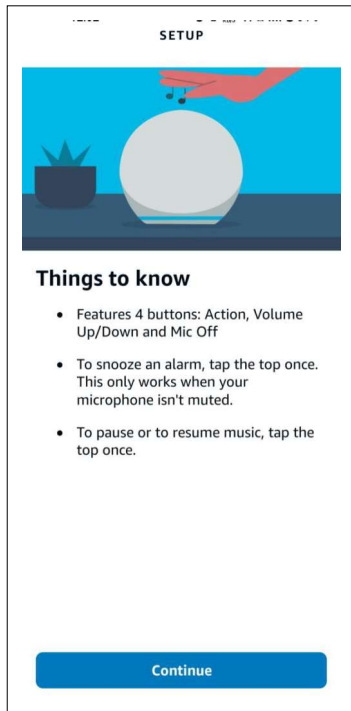 SETUP
Things to know
• Features 4 buttons: Action, Volume
Up/Down and Mic Off
• To snooze an alarm, tap the top once.
This only works when your
microphone isn't muted.
• To pause or to resume music, tap the
top once.
Continue